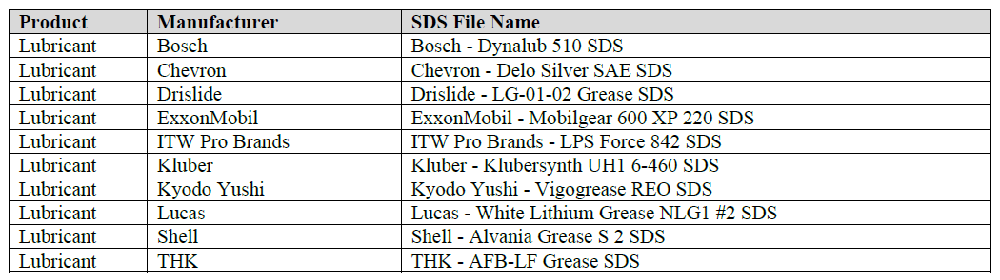 Product Manufacturer SDS File Name
Lubricant Bosch Bosch - Dynalub 510 SDS
Lubricant Chevron Chevron - Delo Silver SAE SDS
Lubricant Drislide Drislide - LG-01-02 Grease SDS
Lubricant ExxonMobil ExxonMobil - Mobilgear 600 XP 220 SDS
Lubricant ITW Pro Brands ITW Pro Brands - LPS Force 842 SDS
Lubricant Kluber Kluber - Klubersynth UH1 6-460 SDS
Lubricant Kyodo Yushi Kyodo Yushi - Vigogrease REO SDS
Lubricant Lucas Lucas - White Lithium Grease NLG1 #2 SDS
Lubricant Shell Shell - Alvania Grease S 2 SDS
Lubricant THK THK - AFB-LF Grease SDS